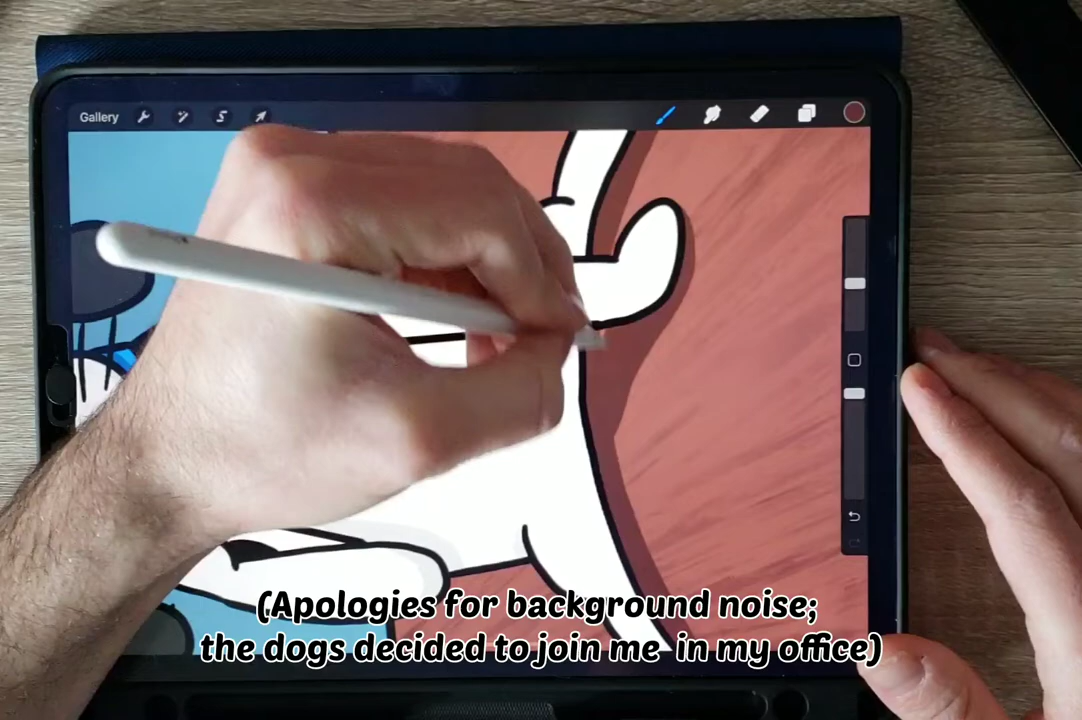 Gallery
(Apologies for background noise;
the dogs decided to join me in my office)